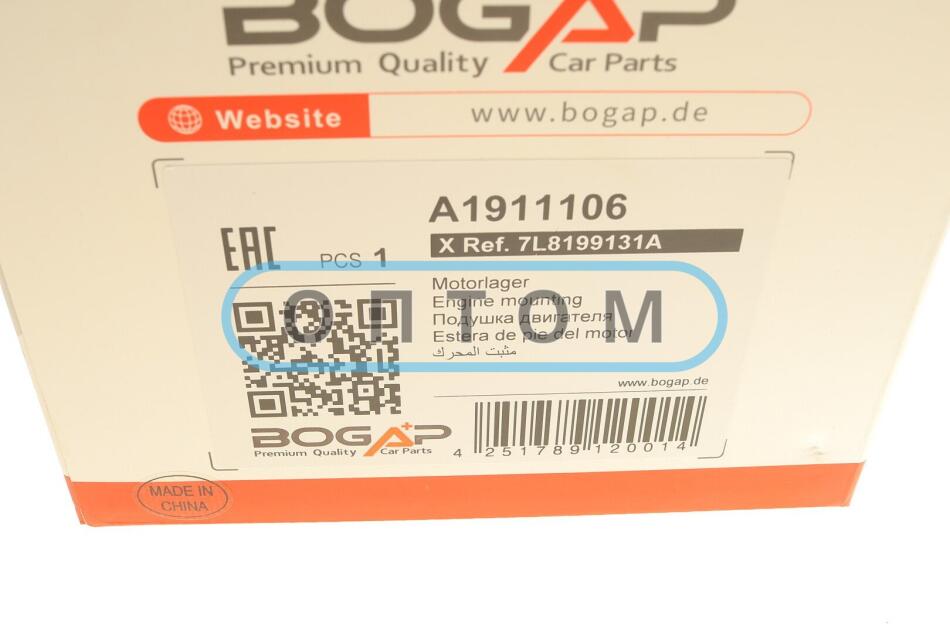 BOGAP
Premium Quality Car Parts
Website www.bogap.de
A1911106
X Ref. 7L8199131A
EAC PCS 1
Motorlager
Engine mounting
Подушка двигателя
Estera de pie del motor
مثبت المحرك
ОПТОМ
www.bogap.de
BOGAP
Premium Quality Car Parts
4 251789 120014
MADE IN
CHINA